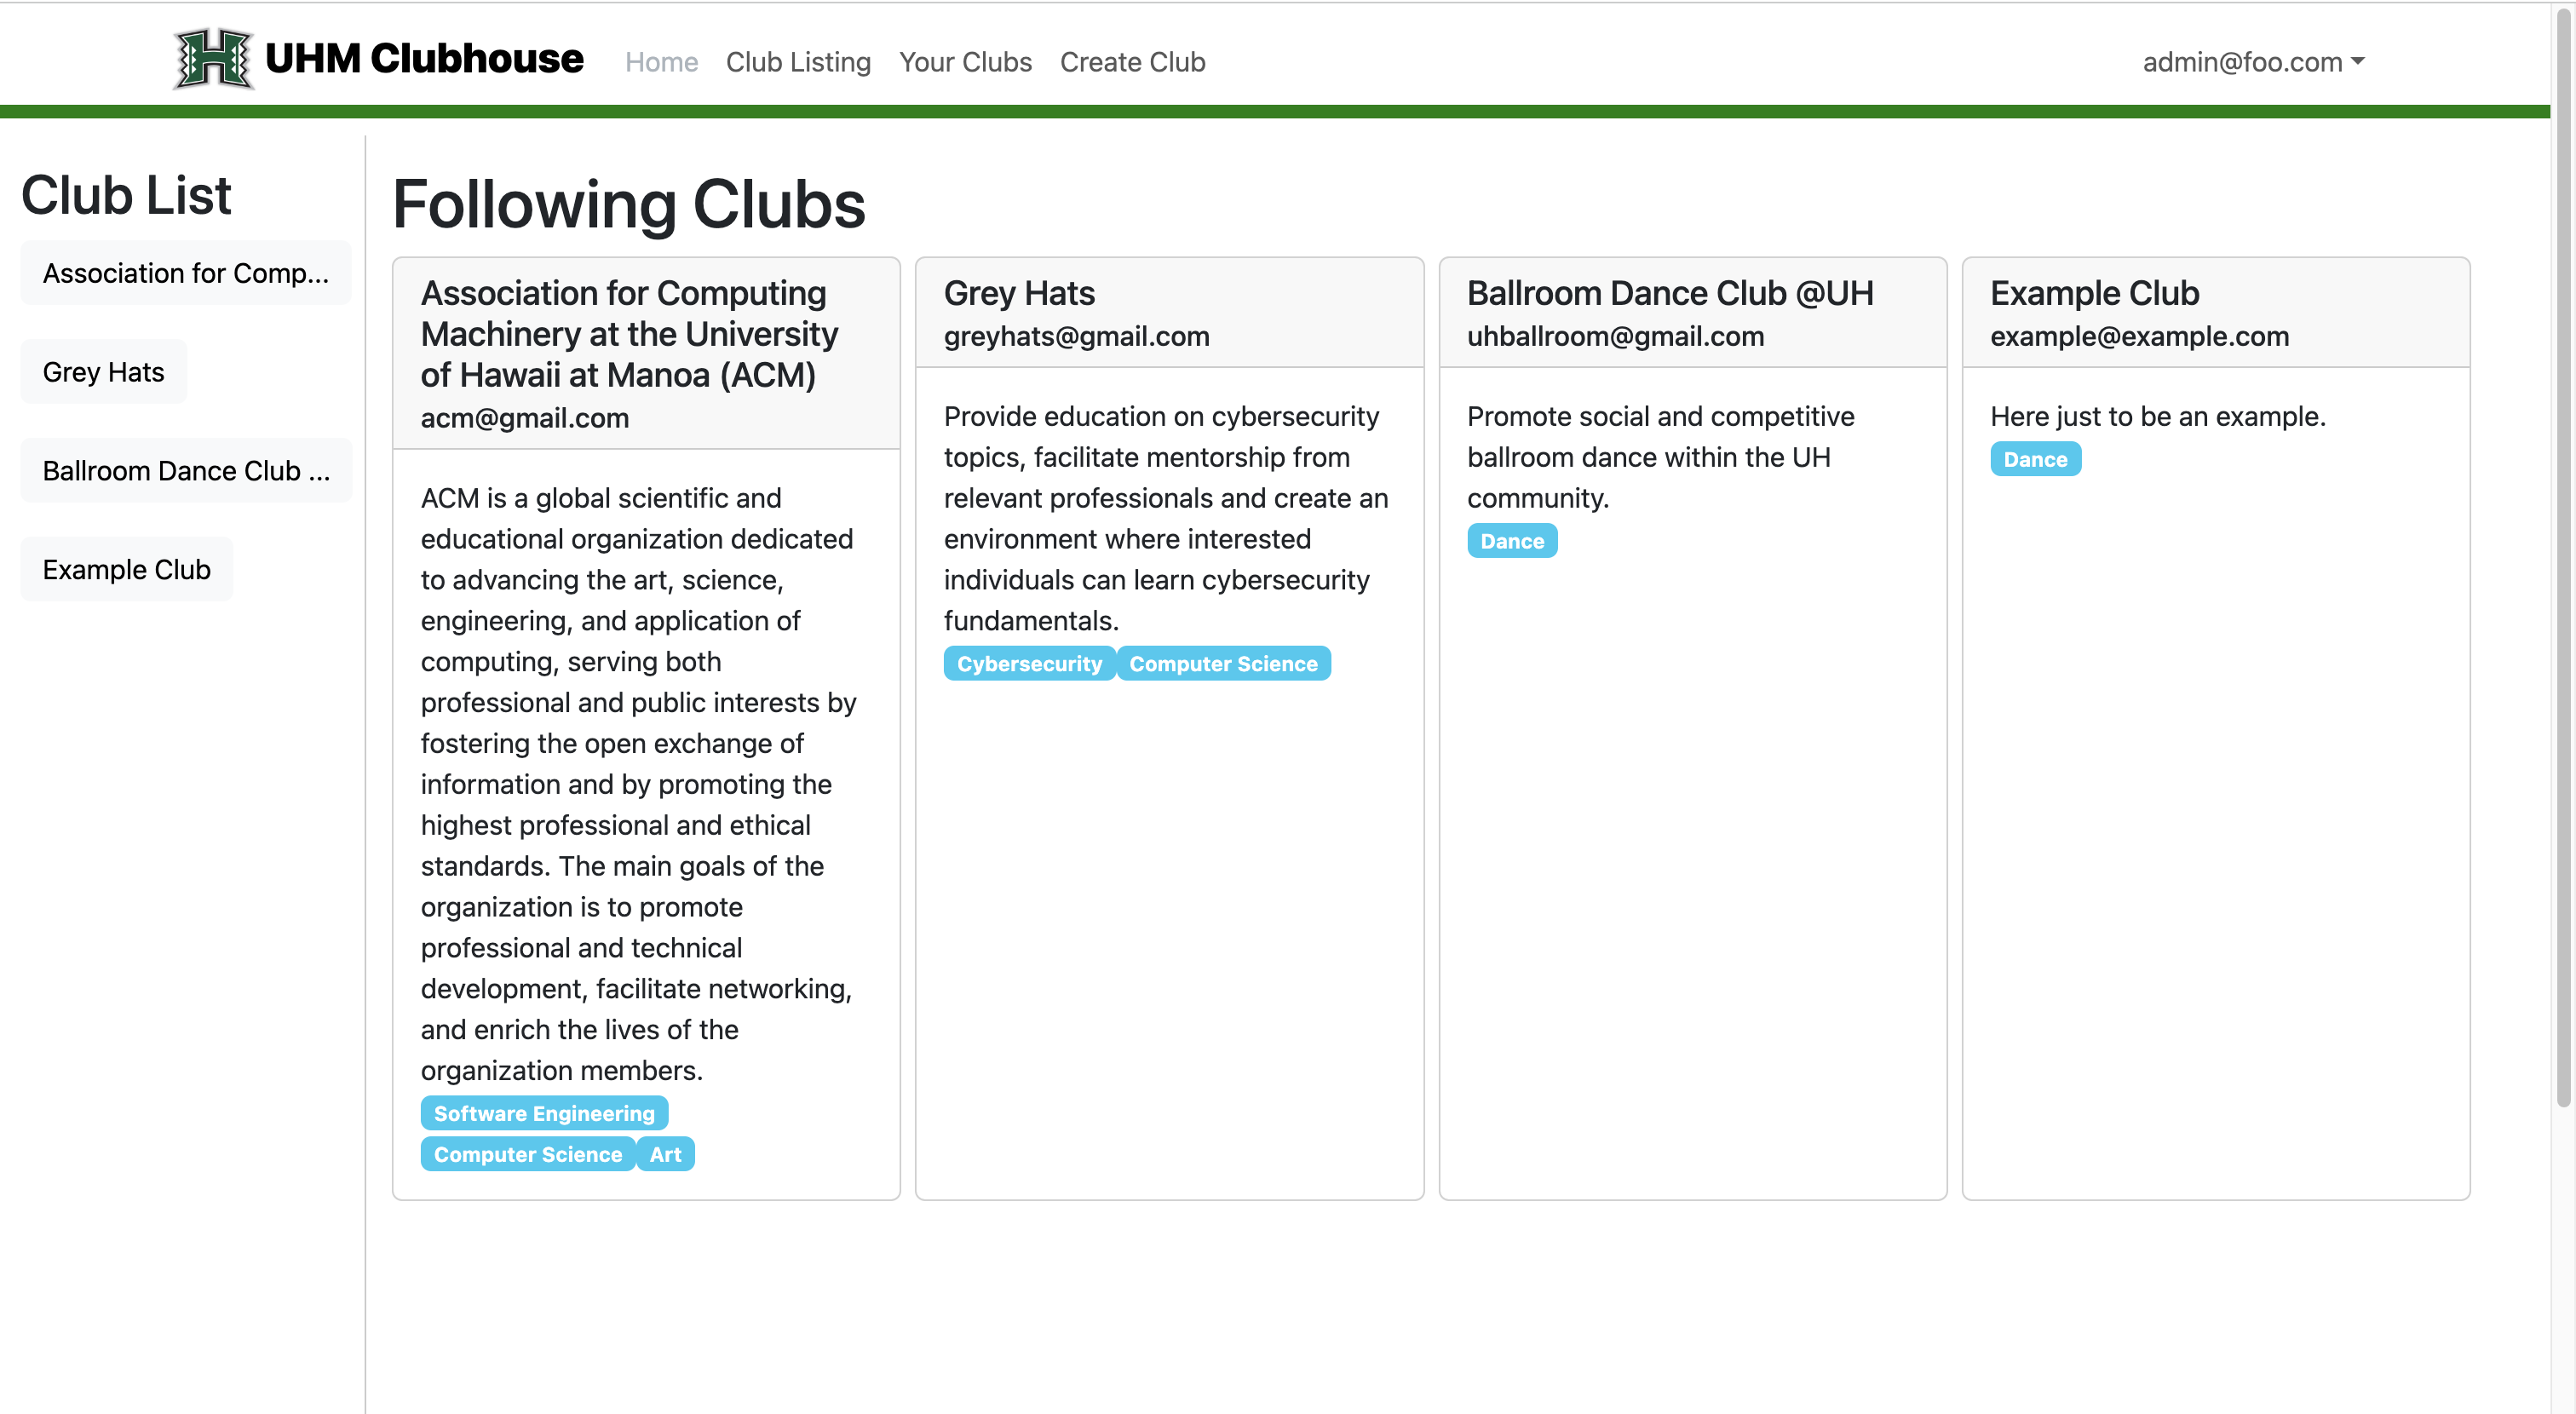 H UHM Clubhouse Home Club Listing Your Clubs Create Club admin@foo.com
Club List
Association for Comp...
Grey Hats
Ballroom Dance Club ...
Example Club
Following Clubs
Association for Computing
Machinery at the University
of Hawaii at Manoa (ACM)
acm@gmail.com
ACM is a global scientific and
educational organization dedicated
to advancing the art, science,
engineering, and application of
computing, serving both
professional and public interests by
fostering the open exchange of
information and by promoting the
highest professional and ethical
standards. The main goals of the
organization is to promote
professional and technical
development, facilitate networking,
and enrich the lives of the
organization members.
Software Engineering
Computer Science Art
Grey Hats
greyhats@gmail.com
Provide education on cybersecurity
topics, facilitate mentorship from
relevant professionals and create an
environment where interested
individuals can learn cybersecurity
fundamentals.
Cybersecurity Computer Science
Ballroom Dance Club @UH
uhballroom@gmail.com
Promote social and competitive
ballroom dance within the UH
community.
Dance
Example Club
example@example.com
Here just to be an example.
Dance